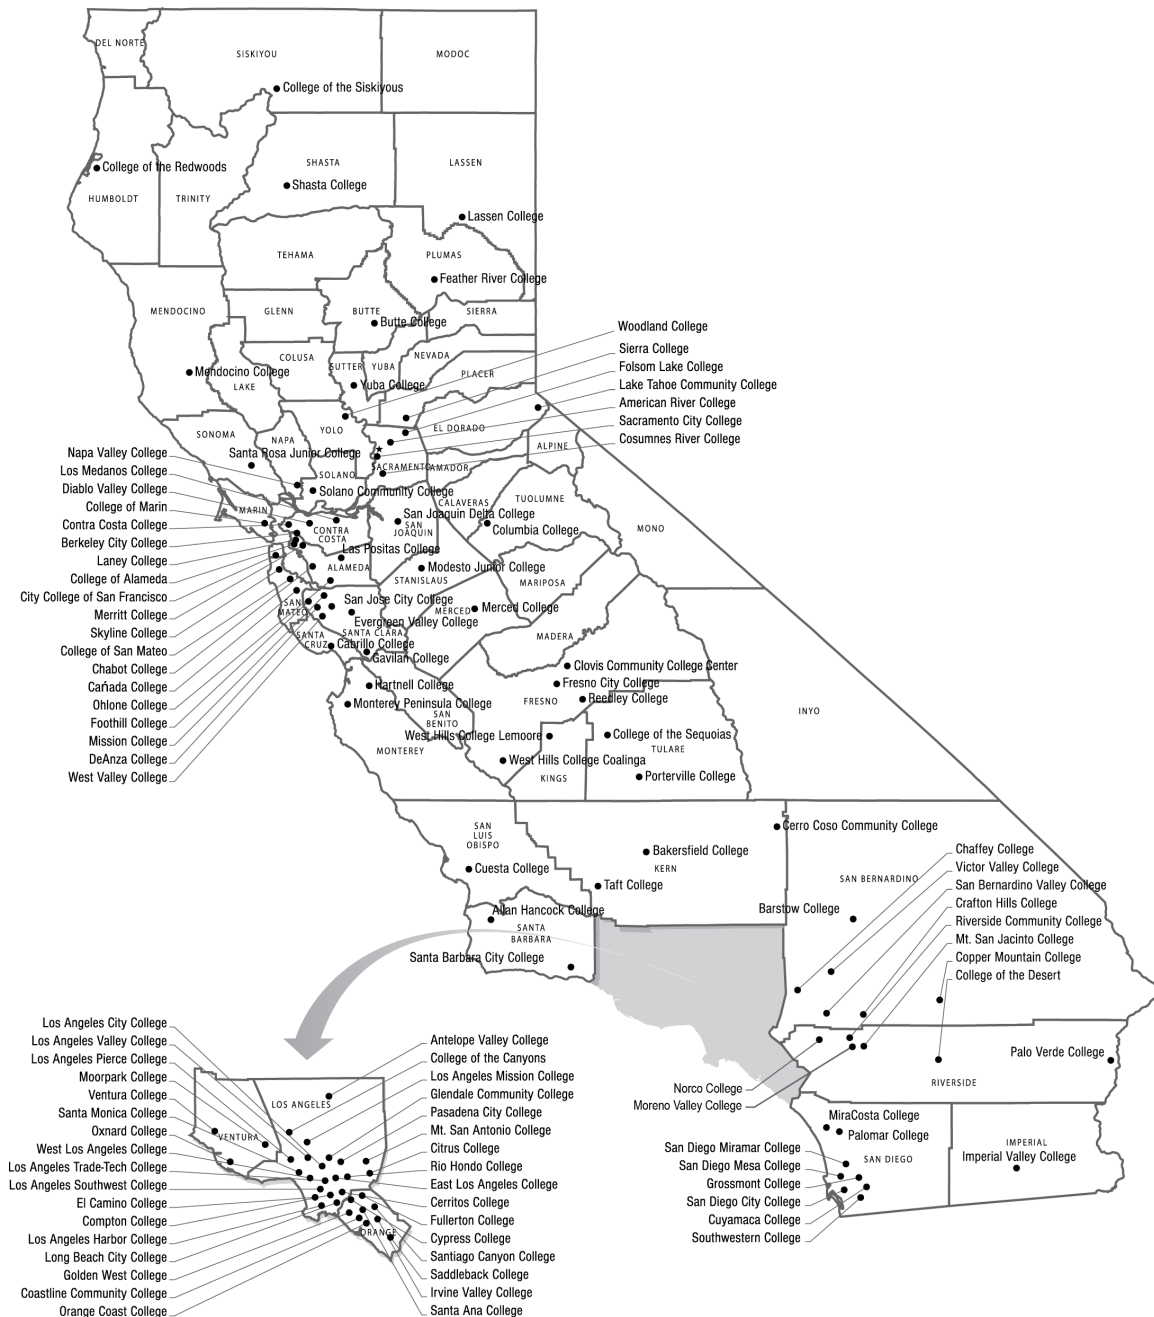 DEL NORTE
SISKIYOU
MODOC
College of the Siskiyous
College of the Redwoods
SHASTA
LASSEN
Shasta College
HUMBOLDT
TRINITY
Lassen College
TEHAMA
PLUMAS
Feather River College
MENDOCINO
GLENN
BUTTE
SIERRA
Butte College
Woodland College
Sierra College
Folsom Lake College
Lake Tahoe Community College
American River College
Sacramento City College
Cosumnes River College
COLUSA
NEVADA
SUTTER
YUBA
PLACER
Mendocino College
LAKE
Yuba College
SONOMA
NAPA
YOLO
EL DORADO
ALPINE
Santa Rosa Junior College
SACRAMENTO
AMADOR
SOLANO
Solano Community College
Napa Valley College
Los Medanos College
Diablo Valley College
College of Marin
Contra Costa College
Berkeley City College
Laney College
College of Alameda
City College of San Francisco
Merritt College
Skyline College
College of San Mateo
Chabot College
Cañada College
Ohlone College
Foothill College
Mission College
DeAnza College
West Valley College
MARIN
CALAVERAS
TUOLUMNE
San Joaquin Delta College
SAN
JOAQUIN
Columbia College
MONO
CONTRA
COSTA
Las Positas College
ALAMEDA
Modesto Junior College
STANISLAUS
MARIPOSA
SAN
MATEO
San Jose City College
MERCED
Merced College
Evergreen Valley College
SANTA
CRUZ
SANTA CLARA
MADERA
Cabrillo College
Gavilan College
Clovis Community College Center
Hartnell College
Fresno City College
Monterey Peninsula College
FRESNO
Reedley College
SAN
BENITO
INYO
West Hills College Lemoore
College of the Sequoias
MONTEREY
TULARE
West Hills College Coalinga
KINGS
Porterville College
SAN
LUIS
OBISPO
Cerro Coso Community College
Bakersfield College
KERN
Cuesta College
Taft College
SAN BERNARDINO
Barstow College
Allan Hancock College
SANTA
BARBARA
Santa Barbara City College
Chaffey College
Victor Valley College
San Bernardino Valley College
Crafton Hills College
Riverside Community College
Mt. San Jacinto College
Copper Mountain College
College of the Desert
Palo Verde College
RIVERSIDE
Norco College
Moreno Valley College
MiraCosta College
Palomar College
SAN DIEGO
IMPERIAL
Imperial Valley College
San Diego Miramar College
San Diego Mesa College
Grossmont College
San Diego City College
Cuyamaca College
Southwestern College
Los Angeles City College
Los Angeles Valley College
Los Angeles Pierce College
Moorpark College
Ventura College
Santa Monica College
Oxnard College
West Los Angeles College
Los Angeles Trade-Tech College
Los Angeles Southwest College
El Camino College
Compton College
Los Angeles Harbor College
Long Beach City College
Golden West College
Coastline Community College
Orange Coast College
LOS ANGELES
VENTURA
ORANGE
Antelope Valley College
College of the Canyons
Los Angeles Mission College
Glendale Community College
Pasadena City College
Mt. San Antonio College
Citrus College
Rio Hondo College
East Los Angeles College
Cerritos College
Fullerton College
Cypress College
Santiago Canyon College
Saddleback College
Irvine Valley College
Santa Ana College